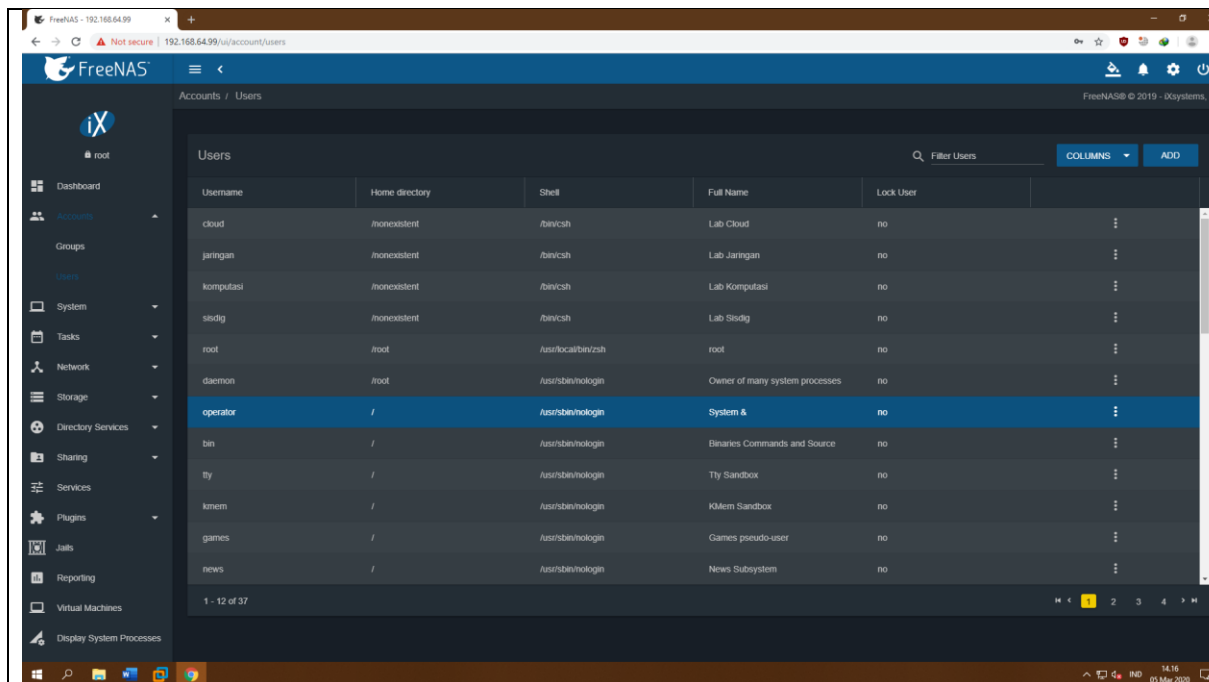 FreeNAS - 192.168.64.99
Not secure | 192.168.64.99/ui/account/users
FreeNAS
Accounts / Users
FreeNAS® © 2019 - iXsystems,
iX
root
Users
Filter Users
COLUMNS
ADD
Dashboard
Accounts
Groups
Users
System
Tasks
Network
Storage
Directory Services
Sharing
Services
Plugins
Jails
Reporting
Virtual Machines
Display System Processes
Username Home directory Shell Full Name Lock User
cloud /nonexistent /bin/csh Lab Cloud no
jaringan /nonexistent /bin/csh Lab Jaringan no
komputasi /nonexistent /bin/csh Lab Komputasi no
sisdig /nonexistent /bin/csh Lab Sisdig no
root /root /usr/local/bin/zsh root no
daemon /root /usr/sbin/nologin Owner of many system processes no
operator / /usr/sbin/nologin System & no
bin / /usr/sbin/nologin Binaries Commands and Source no
tty / /usr/sbin/nologin Tty Sandbox no
kmem / /usr/sbin/nologin KMem Sandbox no
games / /usr/sbin/nologin Games pseudo-user no
news / /usr/sbin/nologin News Subsystem no
1 - 12 of 37
1 2 3 4
IND
14.16
05 Mar 2020